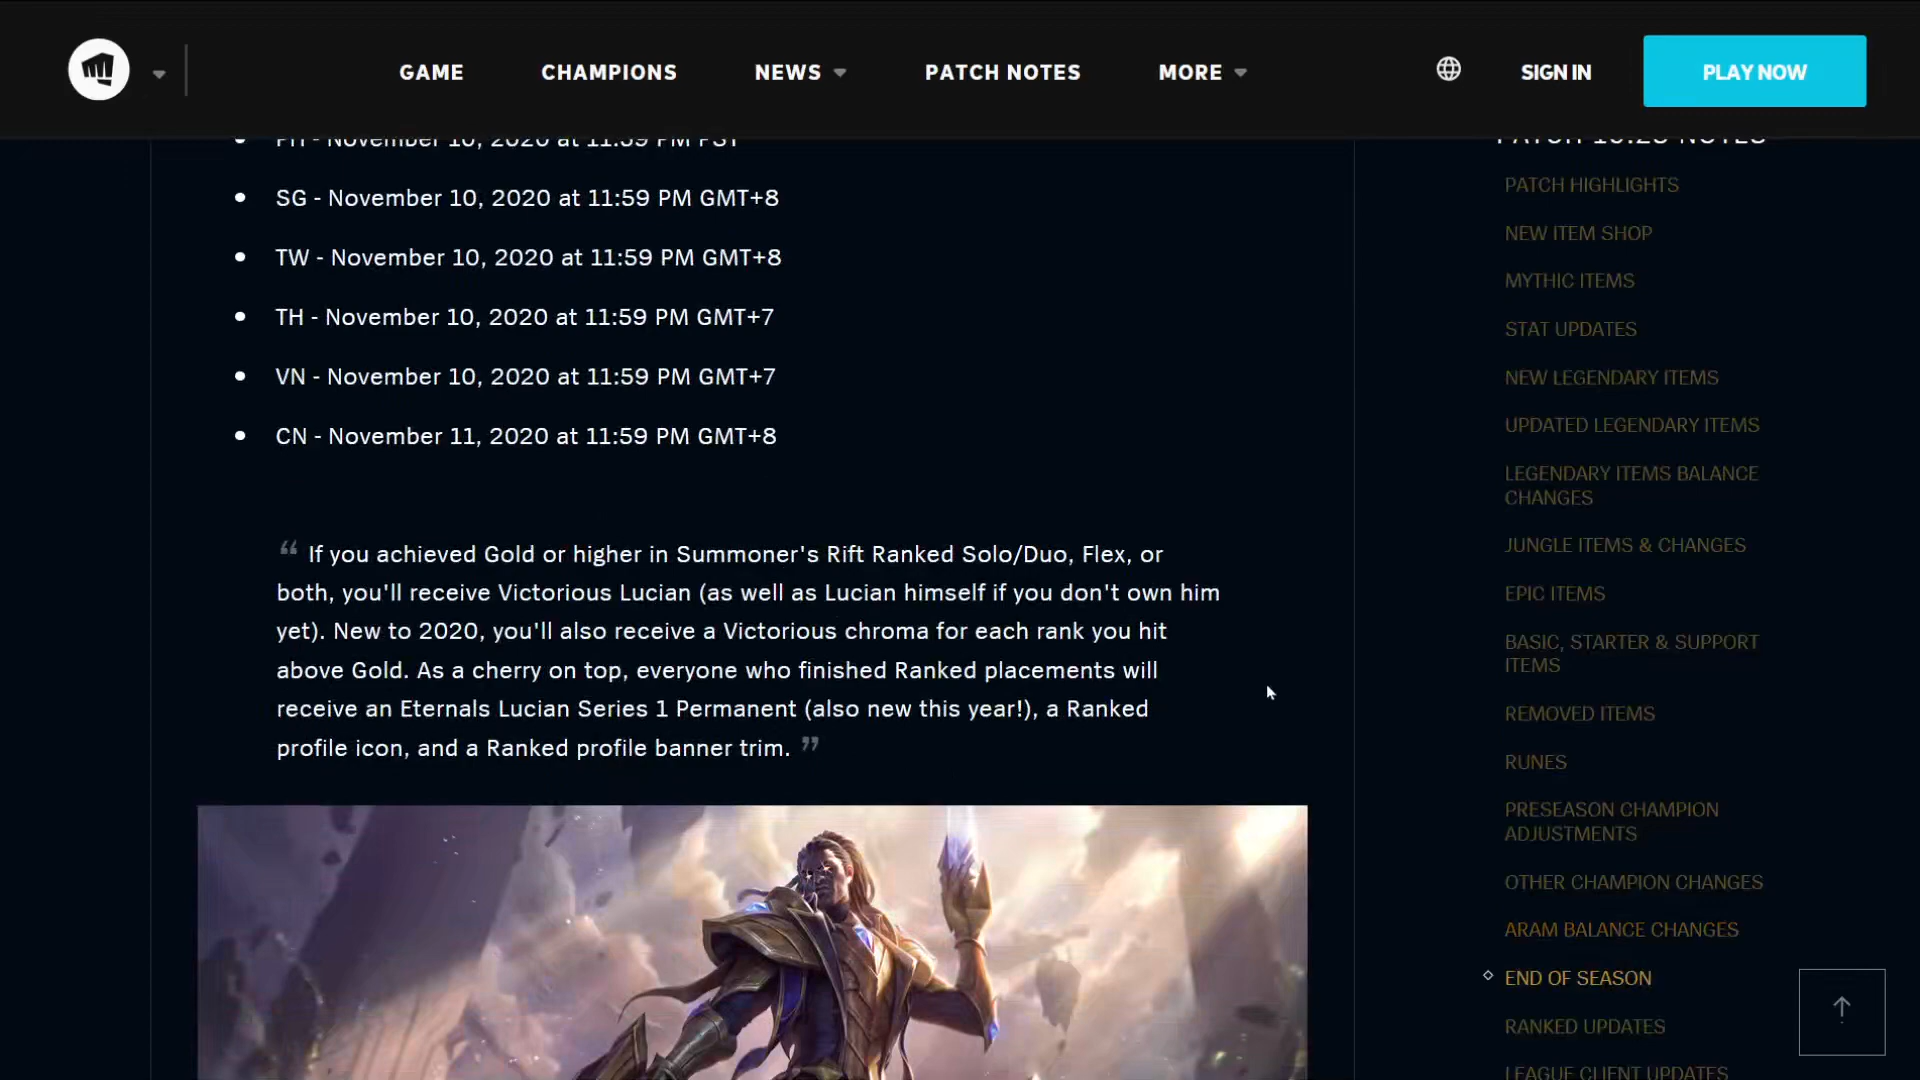 GAME
CHAMPIONS
NEWS
PATCH NOTES
MORE
SIGN IN
PLAY NOW
PH - November 10, 2020 at 11:59 PM PST
SG - November 10, 2020 at 11:59 PM GMT+8
TW - November 10, 2020 at 11:59 PM GMT+8
TH - November 10, 2020 at 11:59 PM GMT+7
VN - November 10, 2020 at 11:59 PM GMT+7
CN - November 11, 2020 at 11:59 PM GMT+8
“ If you achieved Gold or higher in Summoner's Rift Ranked Solo/Duo, Flex, or
both, you'll receive Victorious Lucian (as well as Lucian himself if you don't own him
yet). New to 2020, you'll also receive a Victorious chroma for each rank you hit
above Gold. As a cherry on top, everyone who finished Ranked placements will
receive an Eternals Lucian Series 1 Permanent (also new this year!), a Ranked
profile icon, and a Ranked profile banner trim. ”
PATCH 10.23 NOTES
PATCH HIGHLIGHTS
NEW ITEM SHOP
MYTHIC ITEMS
STAT UPDATES
NEW LEGENDARY ITEMS
UPDATED LEGENDARY ITEMS
LEGENDARY ITEMS BALANCE
CHANGES
JUNGLE ITEMS & CHANGES
EPIC ITEMS
BASIC, STARTER & SUPPORT
ITEMS
REMOVED ITEMS
RUNES
PRESEASON CHAMPION
ADJUSTMENTS
OTHER CHAMPION CHANGES
ARAM BALANCE CHANGES
END OF SEASON
RANKED UPDATES
LEAGUE CLIENT UPDATES